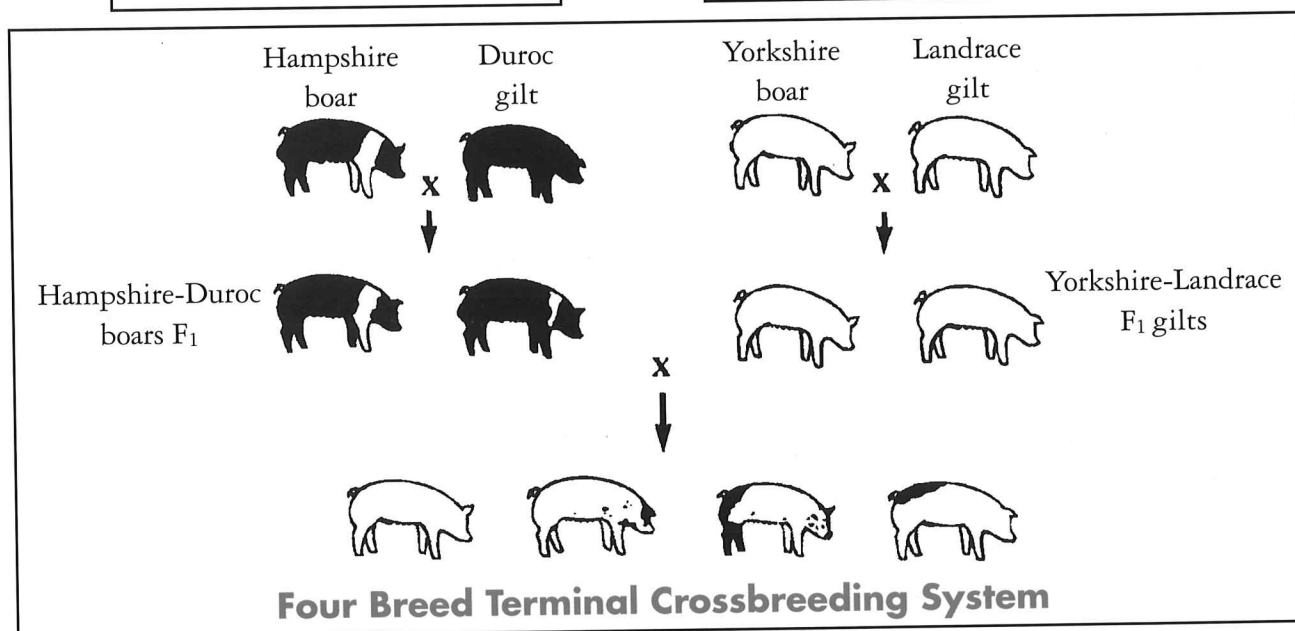 Hampshire
boar
Duroc
gilt
Yorkshire
boar
Landrace
gilt
X
X
Hampshire-Duroc
boars F1
Yorkshire-Landrace
F1 gilts
X
Four Breed Terminal Crossbreeding System